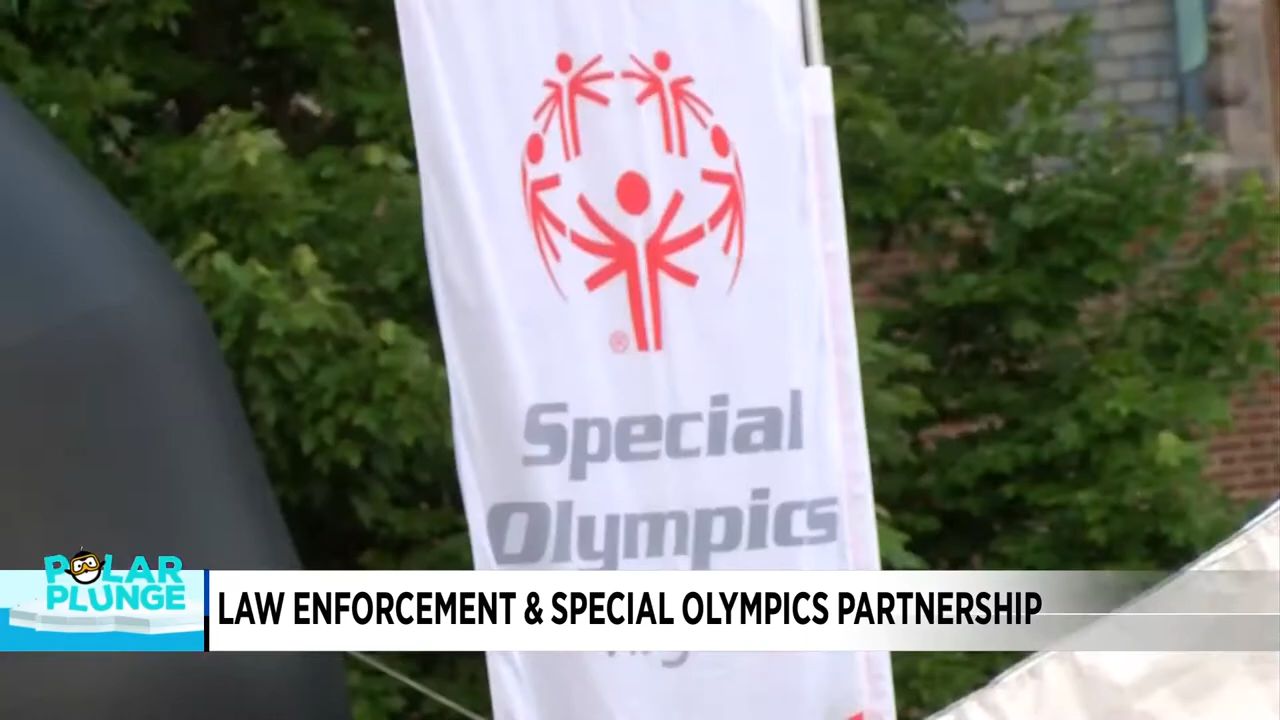 ®
Special
Olympics
POLAR
PLUNGE
LAW ENFORCEMENT & SPECIAL OLYMPICS PARTNERSHIP